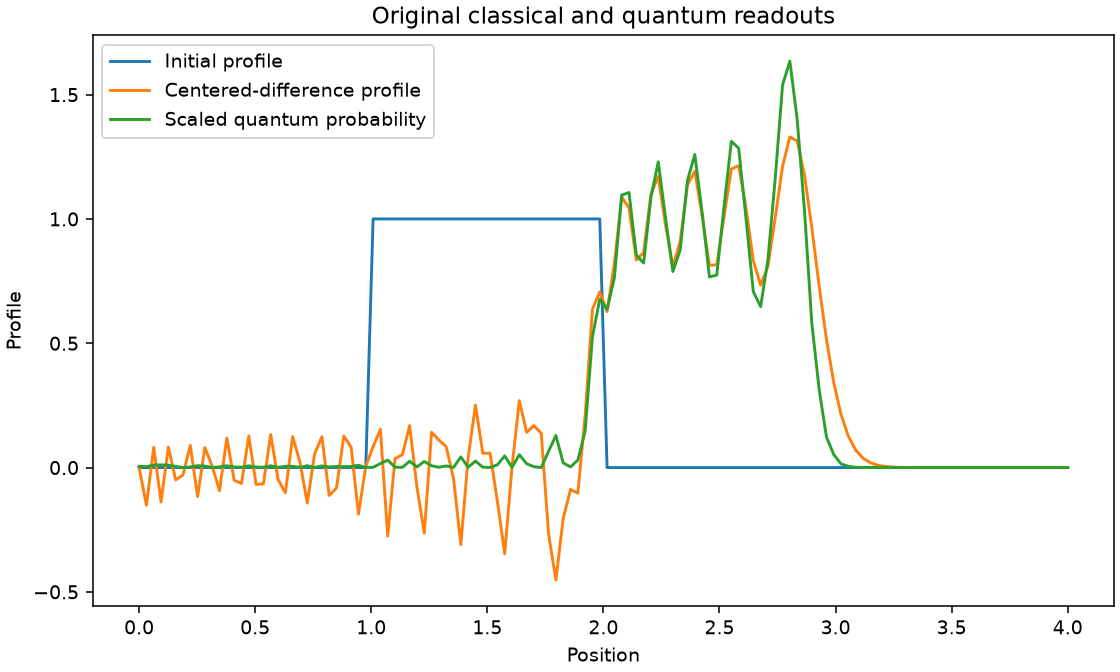 Original classical and quantum readouts
Initial profile
Centered-difference profile
Scaled quantum probability
Profile
1.5
1.0
0.5
0.0
−0.5
0.0 0.5 1.0 1.5 2.0 2.5 3.0 3.5 4.0
Position